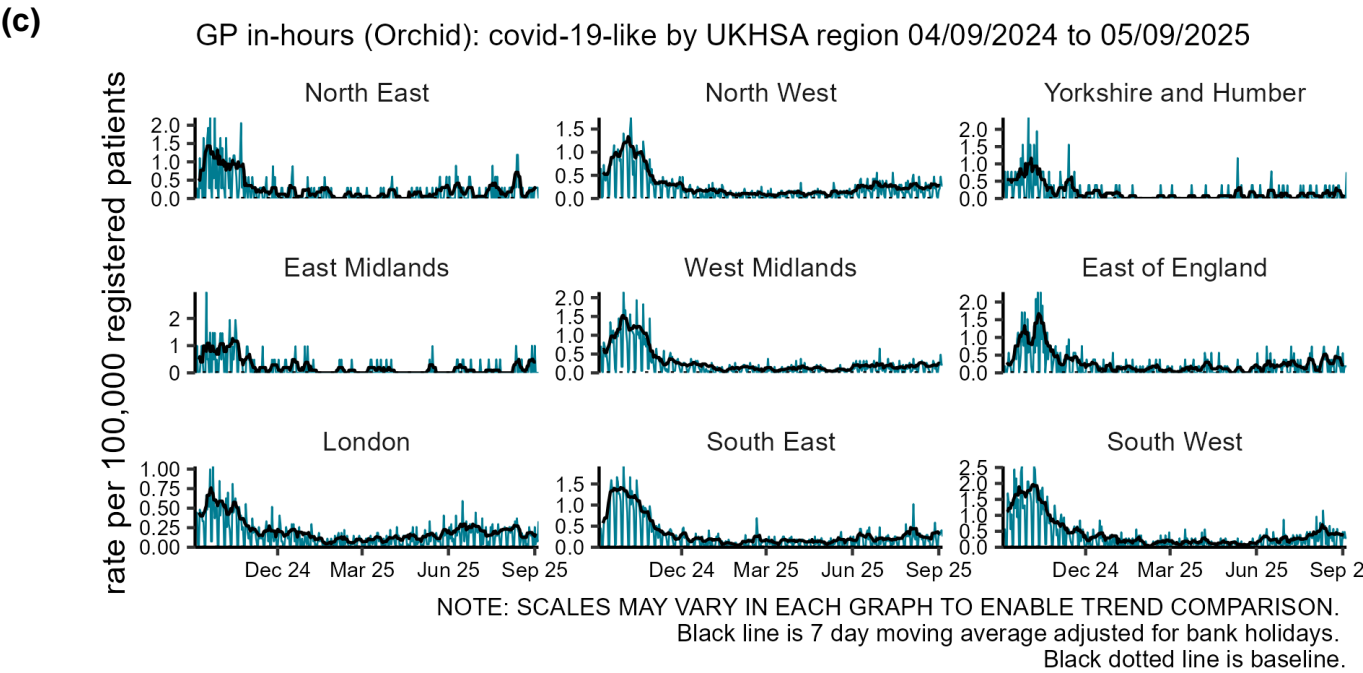 (c)
GP in-hours (Orchid): covid-19-like by UKHSA region 04/09/2024 to 05/09/2025
rate per 100,000 registered patients
North East
2.0
1.5
1.0
0.5
0.0
North West
1.5
1.0
0.5
0.0
Yorkshire and Humber
2.0
1.5
1.0
0.5
0.0
East Midlands
2
1
0
West Midlands
2.0
1.5
1.0
0.5
0.0
East of England
2.0
1.5
1.0
0.5
0.0
London
1.00
0.75
0.50
0.25
0.00
South East
1.5
1.0
0.5
0.0
South West
2.5
2.0
1.5
1.0
0.5
0.0
Dec 24 Mar 25 Jun 25 Sep 25
Dec 24 Mar 25 Jun 25 Sep 25
Dec 24 Mar 25 Jun 25 Sep 2
NOTE: SCALES MAY VARY IN EACH GRAPH TO ENABLE TREND COMPARISON.
Black line is 7 day moving average adjusted for bank holidays.
Black dotted line is baseline.